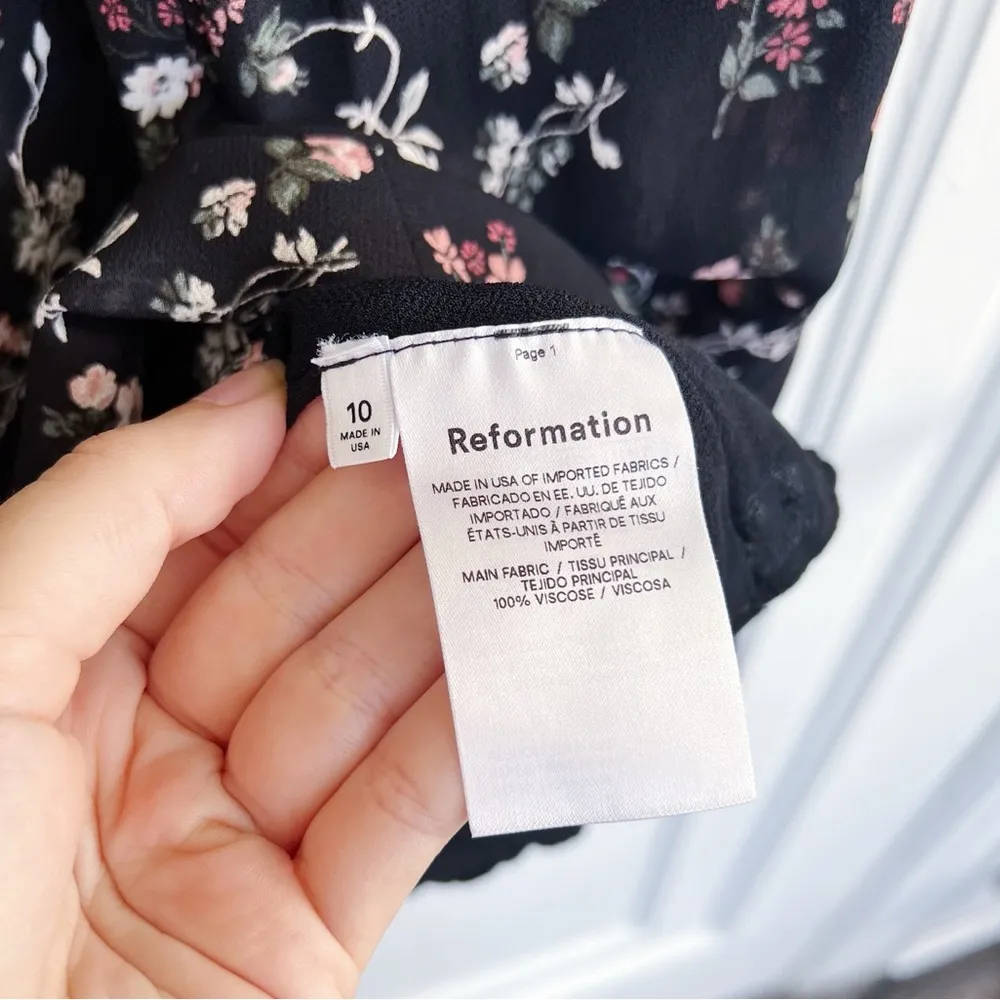 Page 1
10
MADE IN
USA
Reformation
MADE IN USA OF IMPORTED FABRICS /
FABRICADO EN EE. UU. DE TEJIDO
IMPORTADO / FABRIQUÉ AUX
ÉTATS-UNIS À PARTIR DE TISSU
IMPORTÉ
MAIN FABRIC / TISSU PRINCIPAL /
TEJIDO PRINCIPAL
100% VISCOSE / VISCOSA